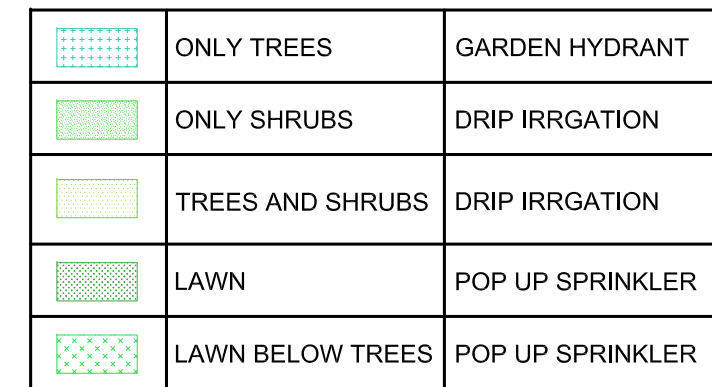 ONLY TREES GARDEN HYDRANT
ONLY SHRUBS DRIP IRRGATION
TREES AND SHRUBS DRIP IRRGATION
LAWN POP UP SPRINKLER
LAWN BELOW TREES POP UP SPRINKLER